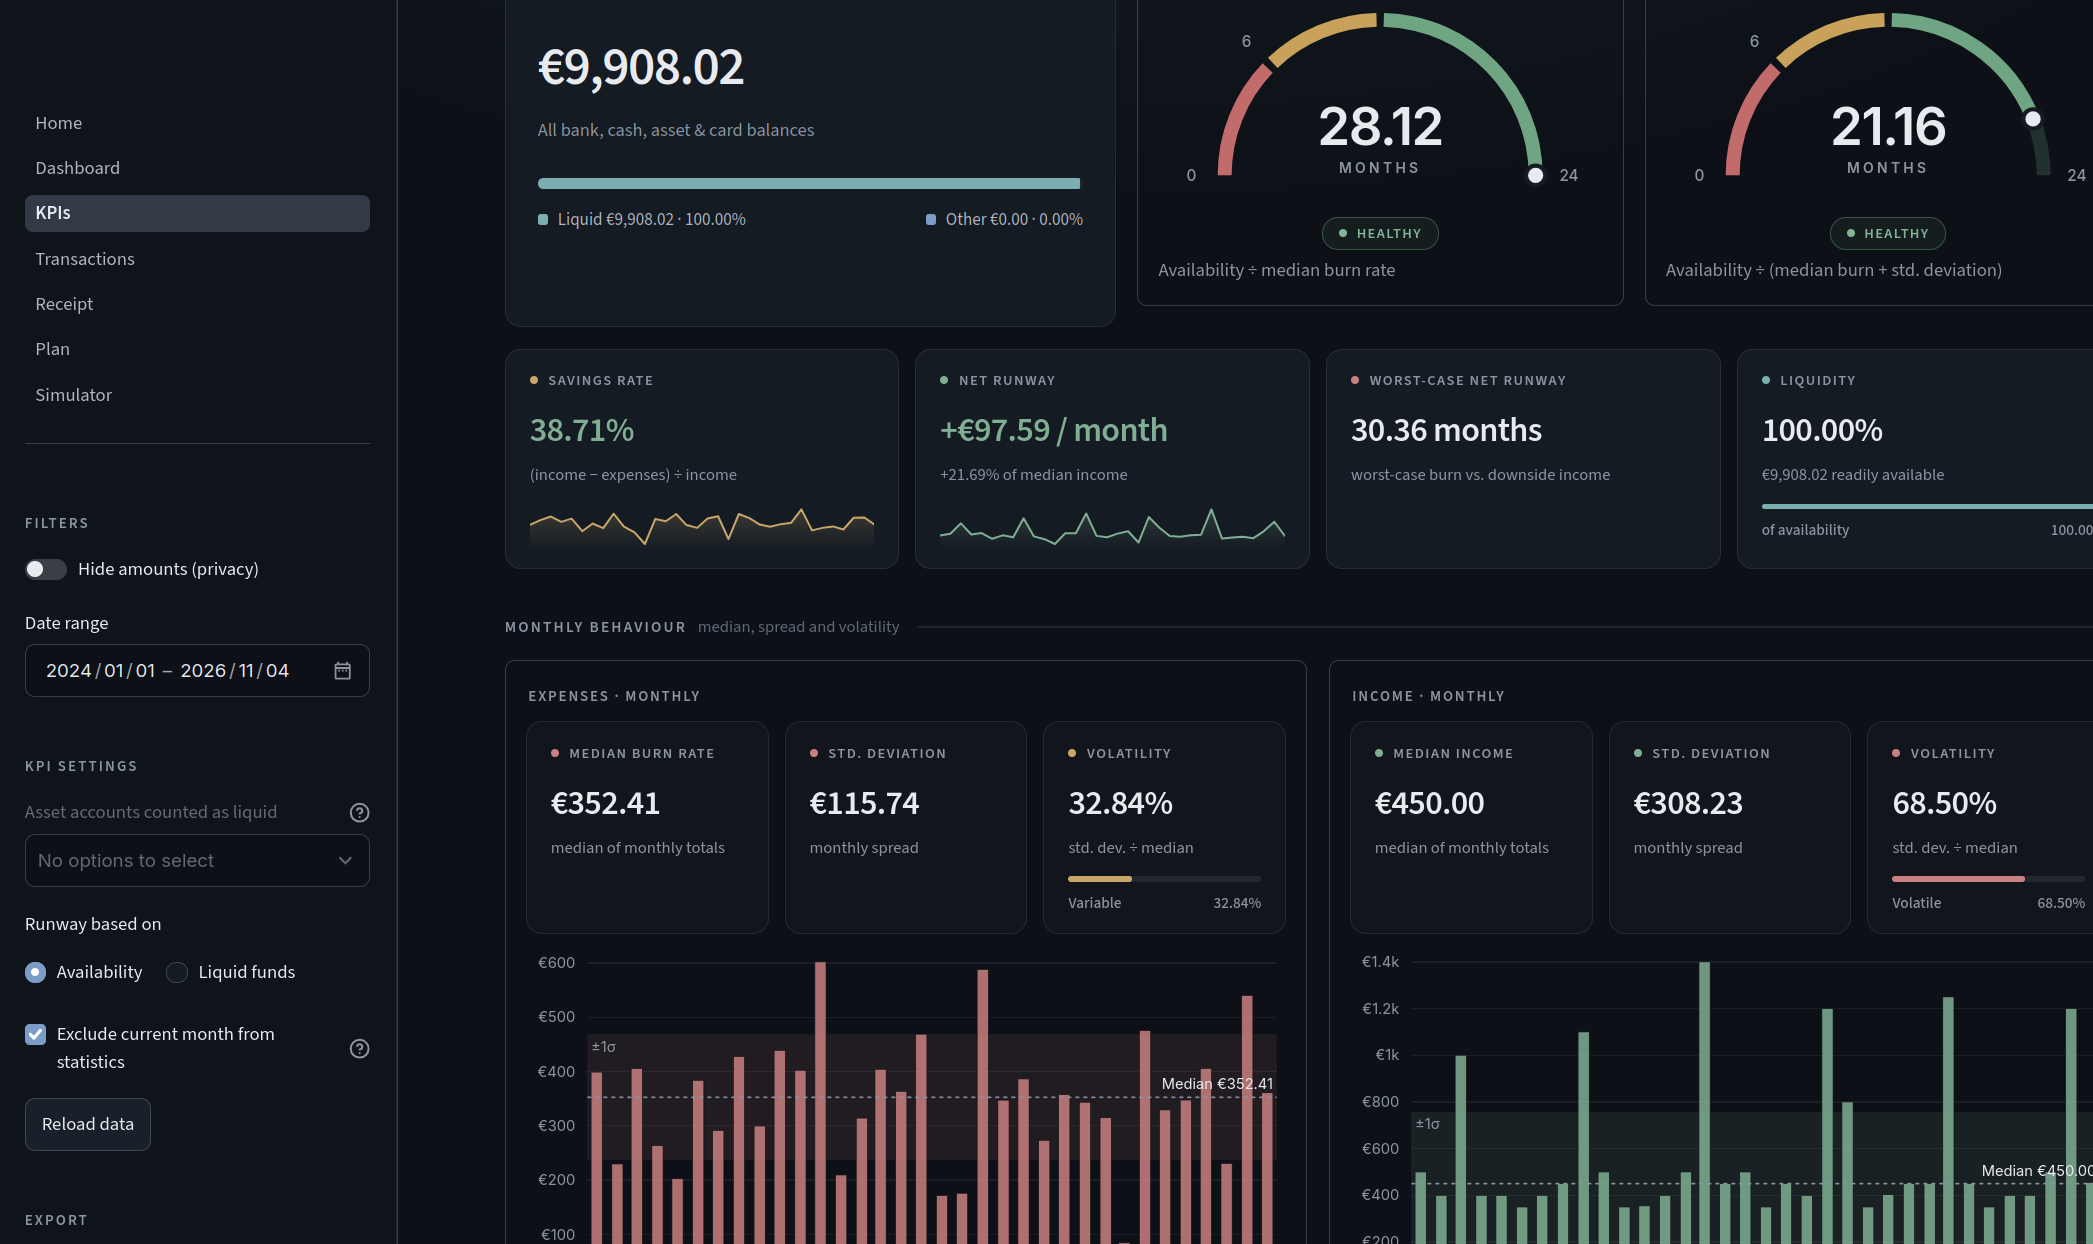 Home
Dashboard
KPIs
Transactions
Receipt
Plan
Simulator
FILTERS
Hide amounts (privacy)
Date range
2024/01/01 – 2026/11/04
KPI SETTINGS
Asset accounts counted as liquid
No options to select
Runway based on
Availability
Liquid funds
Exclude current month from
statistics
Reload data
EXPORT
€9,908.02
All bank, cash, asset & card balances
Liquid €9,908.02 · 100.00%
Other €0.00 · 0.00%
6
28.12
MONTHS
0
24
HEALTHY
Availability ÷ median burn rate
6
21.16
MONTHS
0
24
HEALTHY
Availability ÷ (median burn + std. deviation)
SAVINGS RATE
38.71%
(income − expenses) ÷ income
NET RUNWAY
+€97.59 / month
+21.69% of median income
WORST-CASE NET RUNWAY
30.36 months
worst-case burn vs. downside income
LIQUIDITY
100.00%
€9,908.02 readily available
of availability
100.00
MONTHLY BEHAVIOUR median, spread and volatility
EXPENSES · MONTHLY
MEDIAN BURN RATE
€352.41
median of monthly totals
STD. DEVIATION
€115.74
monthly spread
VOLATILITY
32.84%
std. dev. ÷ median
Variable
32.84%
€600
€500
±1σ
€400
Median €352.41
€300
€200
€100
INCOME · MONTHLY
MEDIAN INCOME
€450.00
median of monthly totals
STD. DEVIATION
€308.23
monthly spread
VOLATILITY
68.50%
std. dev. ÷ median
Volatile
68.50%
€1.4k
€1.2k
€1k
€800
±1σ
€600
Median €450.00
€400
€200